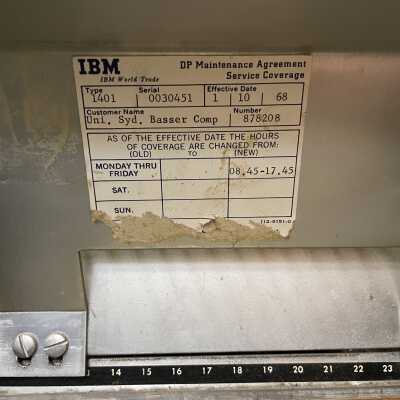 IBM DP Maintenance Agreement
IBM World Trade Service Coverage
Type Serial Effective Date
1401 0030451 1 10 68
Customer Name Number
Uni. Syd. Basser Comp 878208
AS OF THE EFFECTIVE DATE THE HOURS
OF COVERAGE ARE CHANGED FROM:
(OLD) TO (NEW)
MONDAY THRU
FRIDAY 08.45-17.45
SAT.
SUN.
14 15 16 17 18 19 20 21 22 23